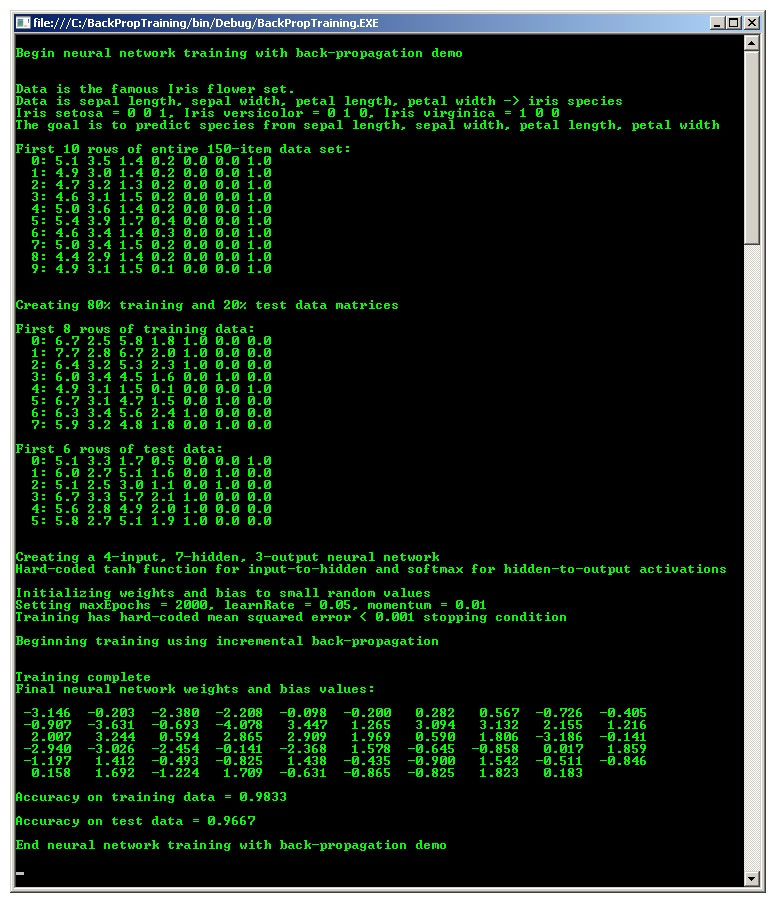 file:///C:/BackPropTraining/bin/Debug/BackPropTraining.EXE
Begin neural network training with back-propagation demo
Data is the famous Iris flower set.
Data is sepal length, sepal width, petal length, petal width -> iris species
Iris setosa = 0 0 1, Iris versicolor = 0 1 0, Iris virginica = 1 0 0
The goal is to predict species from sepal length, sepal width, petal length, petal width
First 10 rows of entire 150-item data set:
0: 5.1 3.5 1.4 0.2 0.0 0.0 1.0
1: 4.9 3.0 1.4 0.2 0.0 0.0 1.0
2: 4.7 3.2 1.3 0.2 0.0 0.0 1.0
3: 4.6 3.1 1.5 0.2 0.0 0.0 1.0
4: 5.0 3.6 1.4 0.2 0.0 0.0 1.0
5: 5.4 3.9 1.7 0.4 0.0 0.0 1.0
6: 4.6 3.4 1.4 0.3 0.0 0.0 1.0
7: 5.0 3.4 1.5 0.2 0.0 0.0 1.0
8: 4.4 2.9 1.4 0.2 0.0 0.0 1.0
9: 4.9 3.1 1.5 0.1 0.0 0.0 1.0
Creating 80% training and 20% test data matrices
First 8 rows of training data:
0: 6.7 2.5 5.8 1.8 1.0 0.0 0.0
1: 7.7 2.8 6.7 2.0 1.0 0.0 0.0
2: 6.4 3.2 5.3 2.3 1.0 0.0 0.0
3: 6.0 3.4 4.5 1.6 0.0 1.0 0.0
4: 4.9 3.1 1.5 0.1 0.0 0.0 1.0
5: 6.7 3.1 4.7 1.5 0.0 1.0 0.0
6: 6.3 3.4 5.6 2.4 1.0 0.0 0.0
7: 5.9 3.2 4.8 1.8 0.0 1.0 0.0
First 6 rows of test data:
0: 5.1 3.3 1.7 0.5 0.0 0.0 1.0
1: 6.0 2.7 5.1 1.6 0.0 1.0 0.0
2: 5.1 2.5 3.0 1.1 0.0 1.0 0.0
3: 6.7 3.3 5.7 2.1 1.0 0.0 0.0
4: 5.6 2.8 4.9 2.0 1.0 0.0 0.0
5: 5.8 2.7 5.1 1.9 1.0 0.0 0.0
Creating a 4-input, 7-hidden, 3-output neural network
Hard-coded tanh function for input-to-hidden and softmax for hidden-to-output activations
Initializing weights and bias to small random values
Setting maxEpochs = 2000, learnRate = 0.05, momentum = 0.01
Training has hard-coded mean squared error < 0.001 stopping condition
Beginning training using incremental back-propagation
Training complete
Final neural network weights and bias values:
-3.146 -0.203 -2.380 -2.208 -0.098 -0.200 0.282 0.567 -0.726 -0.405
-0.907 -3.631 -0.693 -4.078 3.447 1.265 3.094 3.132 2.155 1.216
2.007 3.244 0.594 2.865 2.909 1.969 0.590 1.806 -3.186 -0.141
-2.940 -3.026 -2.454 -0.141 -2.368 1.578 -0.645 -0.858 0.017 1.859
-1.197 1.412 -0.493 -0.825 1.438 -0.435 -0.900 1.542 -0.511 -0.846
0.158 1.692 -1.224 1.709 -0.631 -0.865 -0.825 1.823 0.183
Accuracy on training data = 0.9833
Accuracy on test data = 0.9667
End neural network training with back-propagation demo